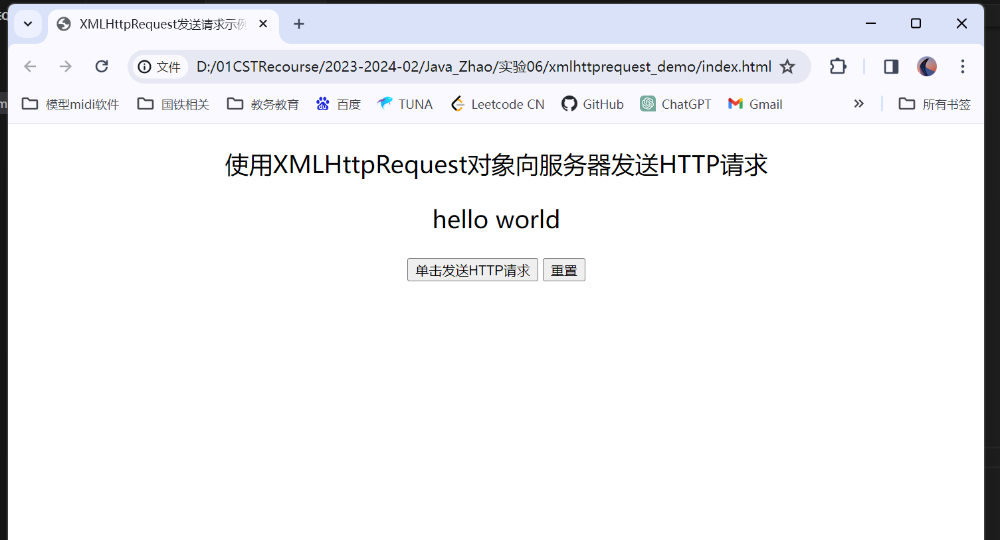 XMLHttpRequest发送请求示例
文件 D:/01CSTRecourse/2023-2024-02/Java_Zhao/实验06/xmlhttprequest_demo/index.html
模型midi软件 国铁相关 教务教育 百度 TUNA Leetcode CN GitHub ChatGPT Gmail 所有书签
使用XMLHttpRequest对象向服务器发送HTTP请求
hello world
单击发送HTTP请求 重置